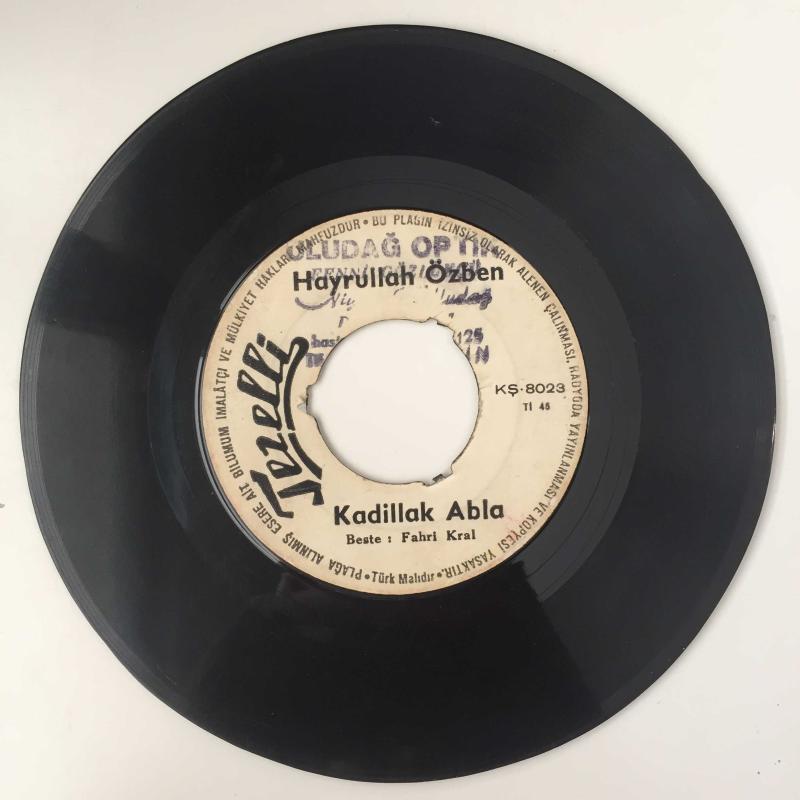 ULUDAĞ OPTİK
Hayrullah Özben
Tezelli
KŞ-8023
Tİ 45
Kadillak Abla
Beste : Fahri Kral
PLAĞA ALINMIŞ ESERE AİT BİLUMUM İMALÂTÇI VE MÜLKİYET HAKLARI MAHFUZDUR • BU PLAĞIN İZİNSİZ OLARAK ALENEN ÇALINMASI, RADYODA YAYINLANMASI VE KOPYESİ YASAKTIR. • Türk Malıdır •